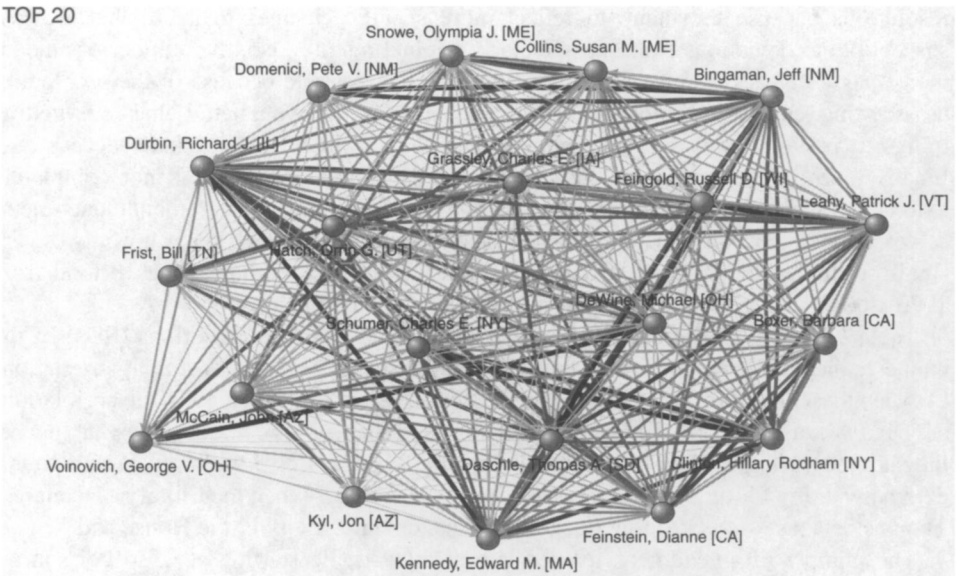 TOP 20
Snowe, Olympia J. [ME]
Collins, Susan M. [ME]
Domenici, Pete V. [NM]
Bingaman, Jeff [NM]
Durbin, Richard J. [IL]
Grassley, Charles E. [IA]
Feingold, Russell D. [WI]
Leahy, Patrick J. [VT]
Frist, Bill [TN]
Hatch, Orrin G. [UT]
DeWine, Michael [OH]
Schumer, Charles E. [NY]
Boxer, Barbara [CA]
McCain, John [AZ]
Voinovich, George V. [OH]
Daschle, Thomas A. [SD]
Clinton, Hillary Rodham [NY]
Kyl, Jon [AZ]
Feinstein, Dianne [CA]
Kennedy, Edward M. [MA]